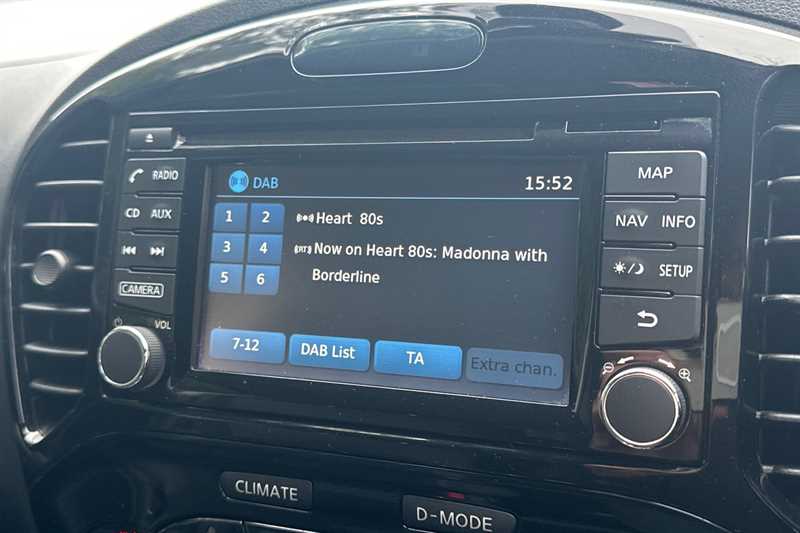 RADIO
CD AUX
CAMERA
VOL
DAB
15:52
1 2
3 4
5 6
Heart 80s
Now on Heart 80s: Madonna with
Borderline
7-12
DAB List
TA
Extra chan.
MAP
NAV INFO
SETUP
CLIMATE
D-MODE